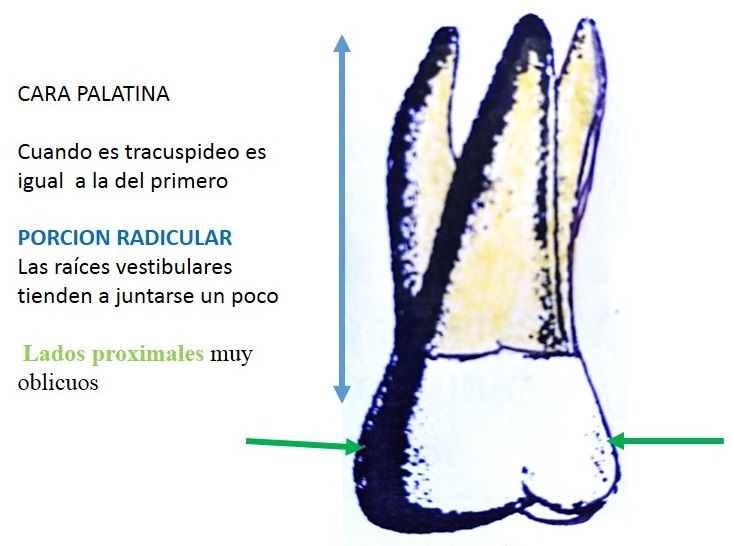 CARA PALATINA
Cuando es tracuspideo es
igual a la del primero
PORCION RADICULAR
Las raíces vestibulares
tienden a juntarse un poco
Lados proximales muy
oblicuos